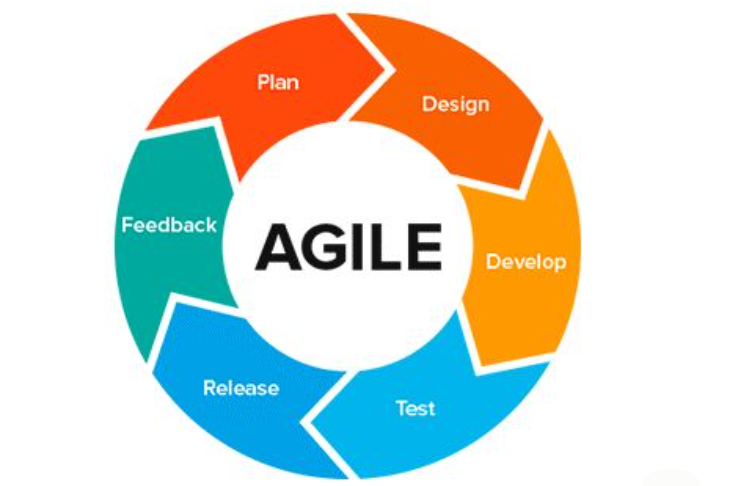 Plan
Design
Develop
Test
Release
Feedback
AGILE